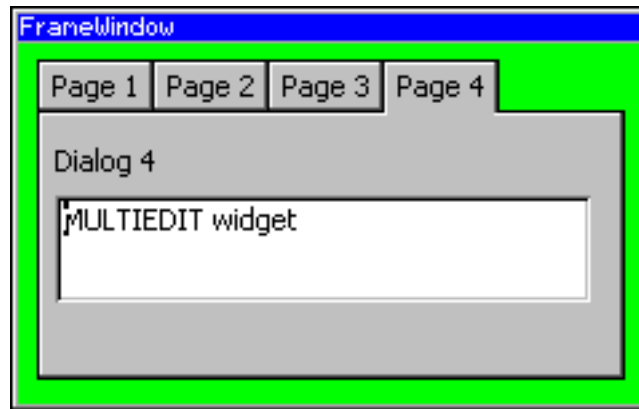 FrameWindow
Page 1 Page 2 Page 3 Page 4
Dialog 4
MULTIEDIT widget